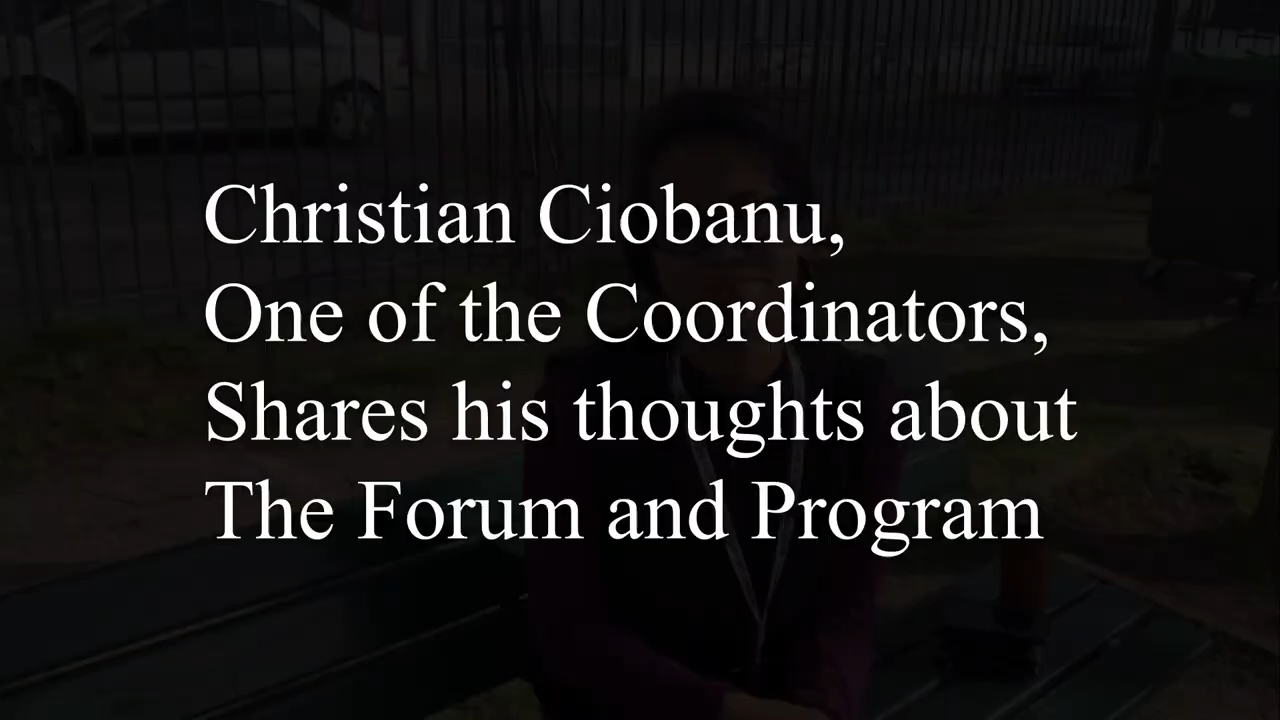 Christian Ciobanu,
One of the Coordinators,
Shares his thoughts about
The Forum and Program